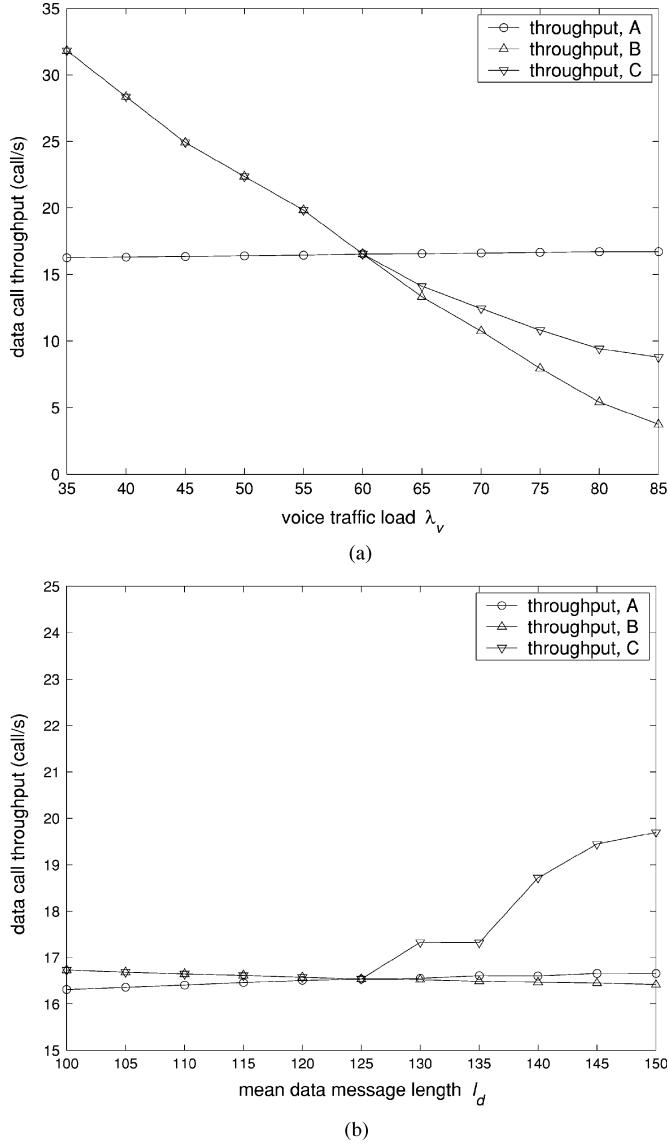 35
30
25
20
15
10
5
0
data call throughput (call/s)
throughput, A
throughput, B
throughput, C
35 40 45 50 55 60 65 70 75 80 85
voice traffic load λv
(a)
25
24
23
22
21
20
19
18
17
16
15
data call throughput (call/s)
throughput, A
throughput, B
throughput, C
100 105 110 115 120 125 130 135 140 145 150
mean data message length ld
(b)